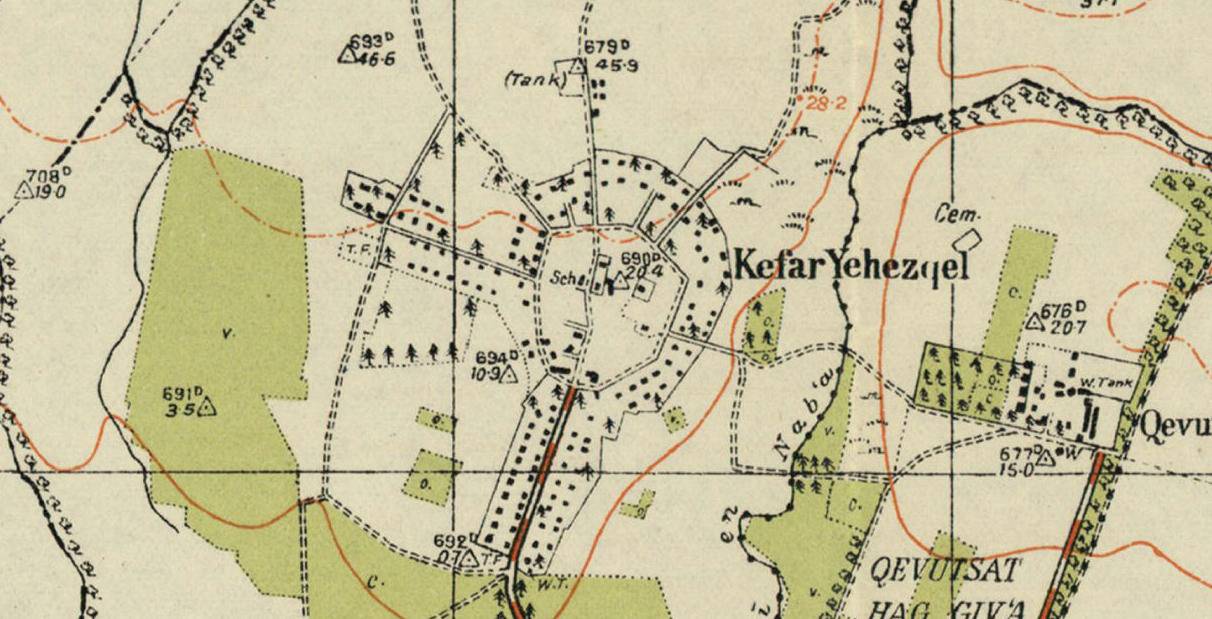 693ᴰ
46·6
679ᴰ
45·9
(Tank)
28·2
708ᴰ
19·0
Cem.
T.F.
Sch.
690ᴰ
20·4
Kefar Yehezqel
v.
c.
o.
676ᴰ
20·7
694ᴰ
10·9
691ᴰ
3·5
W.Tank
o.
c.
Qevu
o.
v.
677ᴰ
15·0
W.T.
o.
c.
en Naba'a
692ᴰ
0·7
T.F.
W.T.
c.
v.
QEVUTSAT
HAG GIV'A